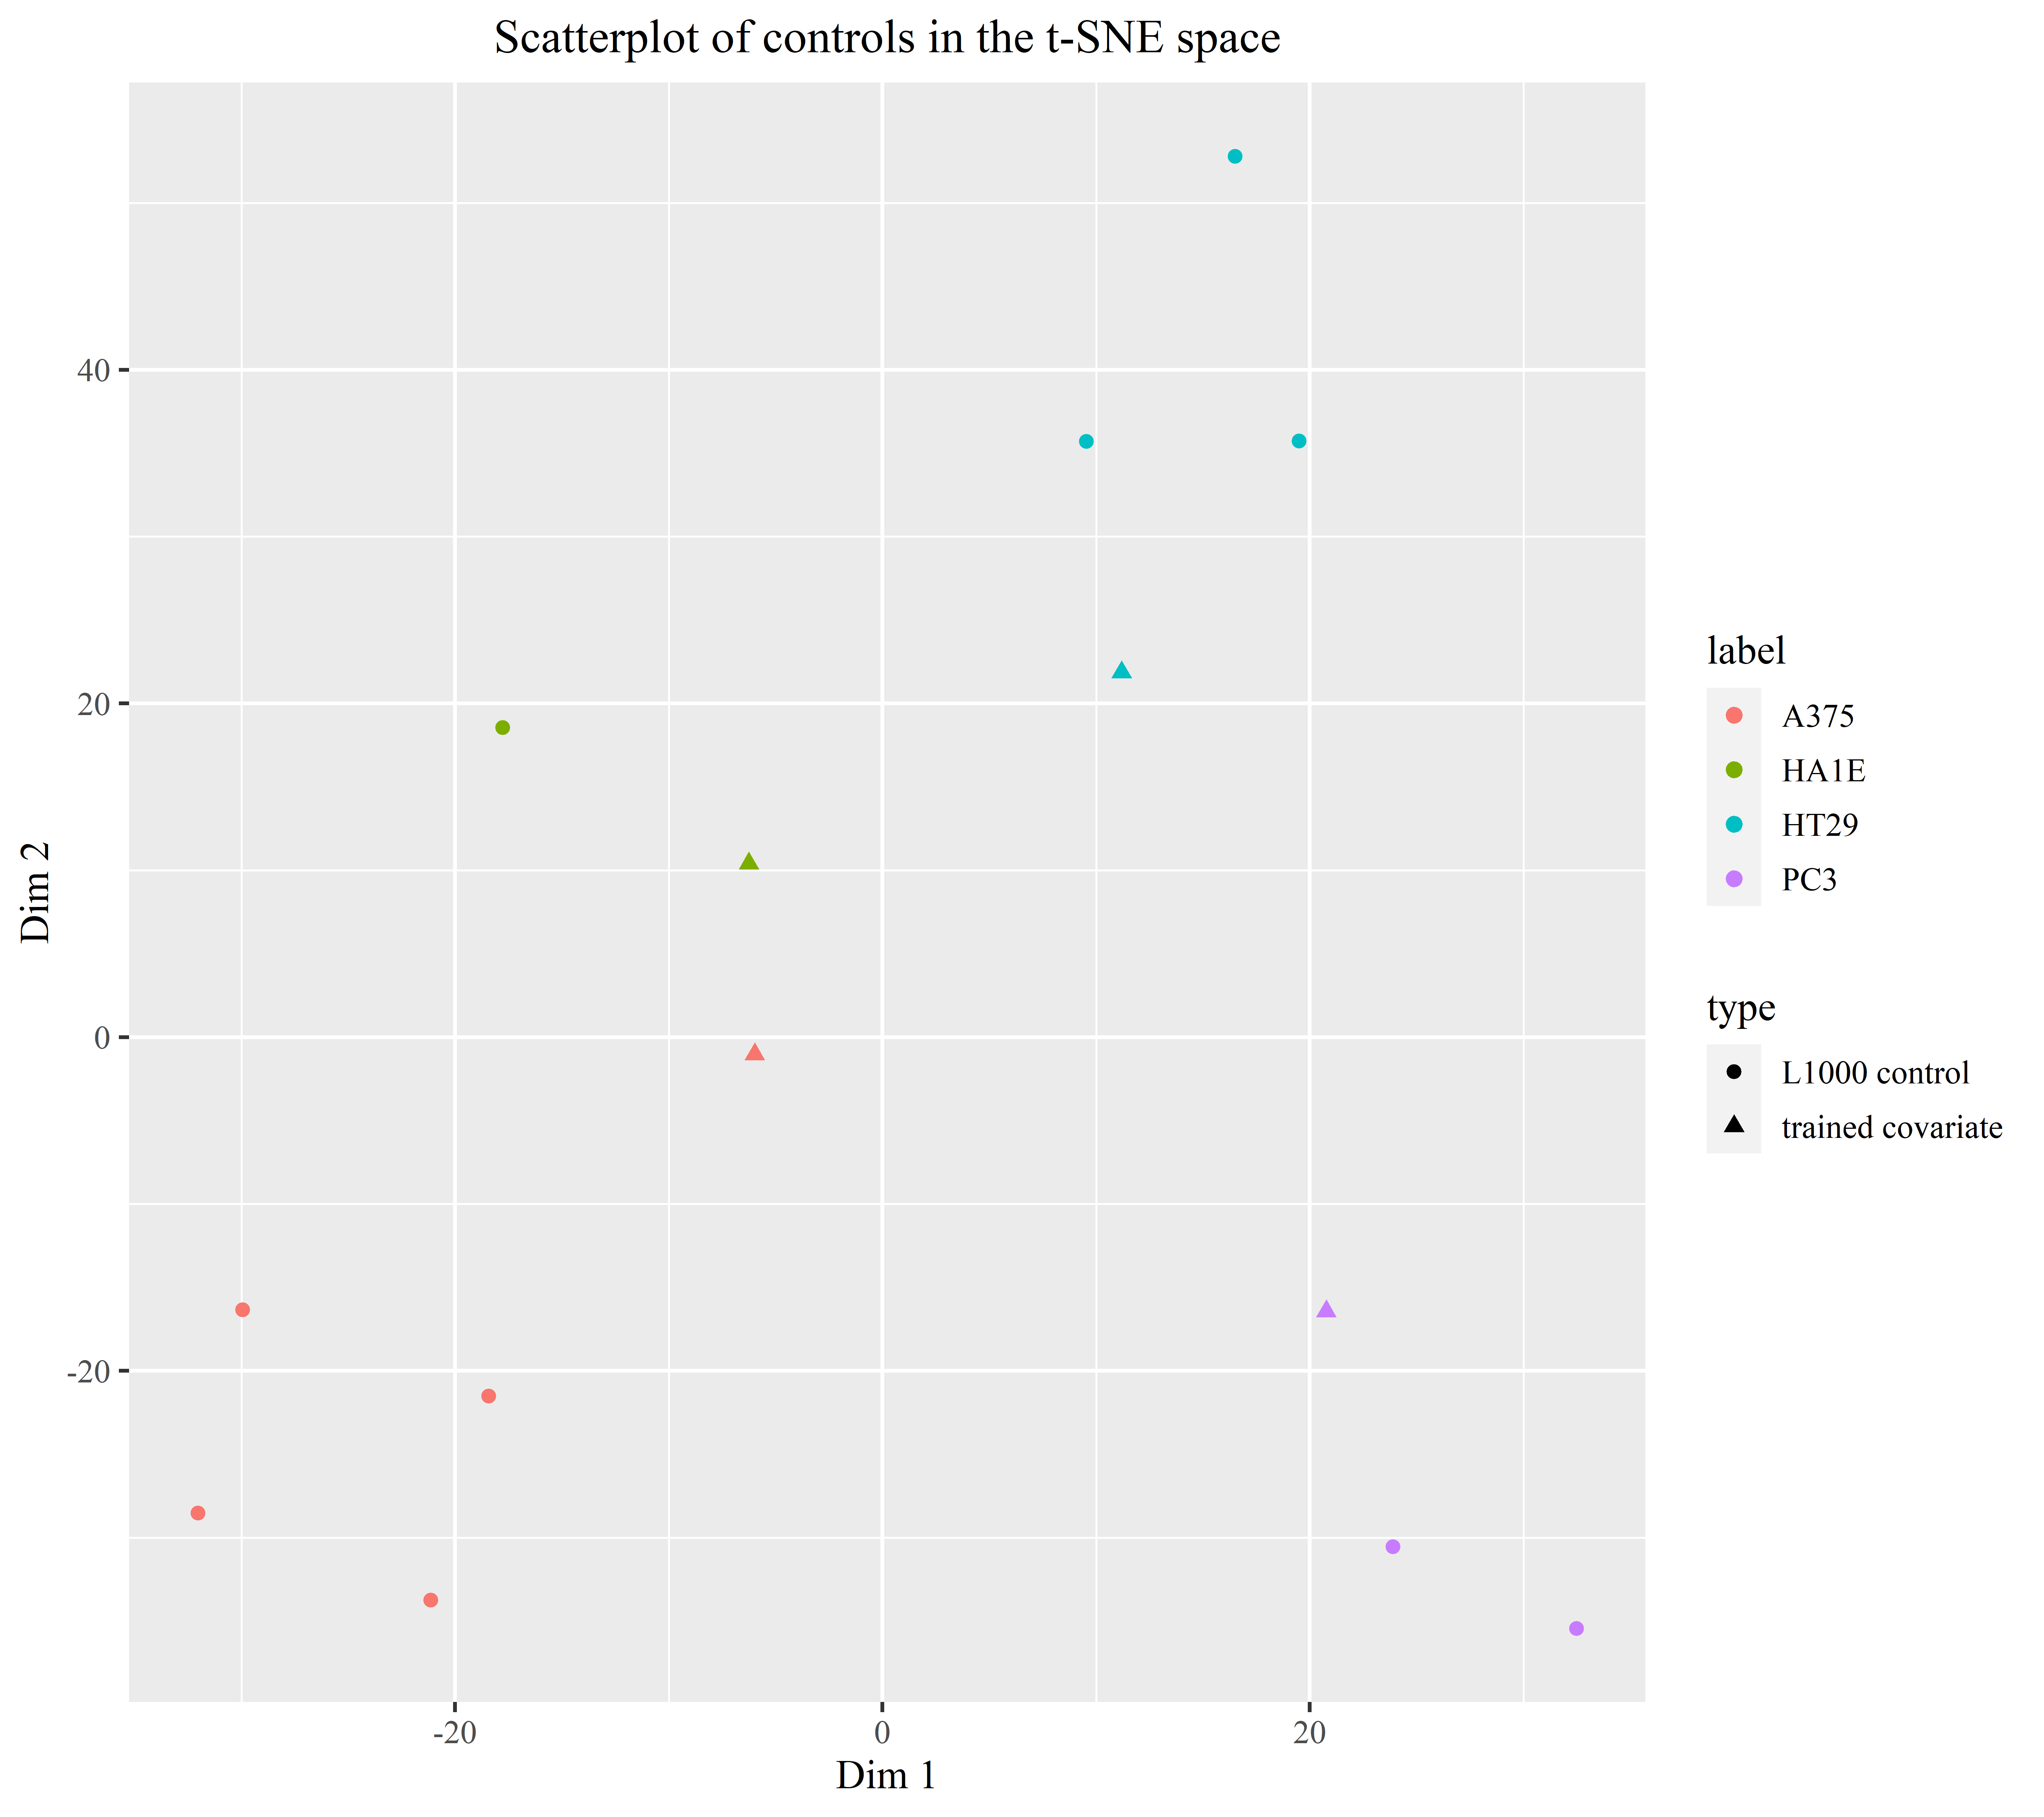 Scatterplot of controls in the t-SNE space
40
20
0
-20
Dim 2
-20
0
20
Dim 1
label
A375
HA1E
HT29
PC3
type
L1000 control
trained covariate